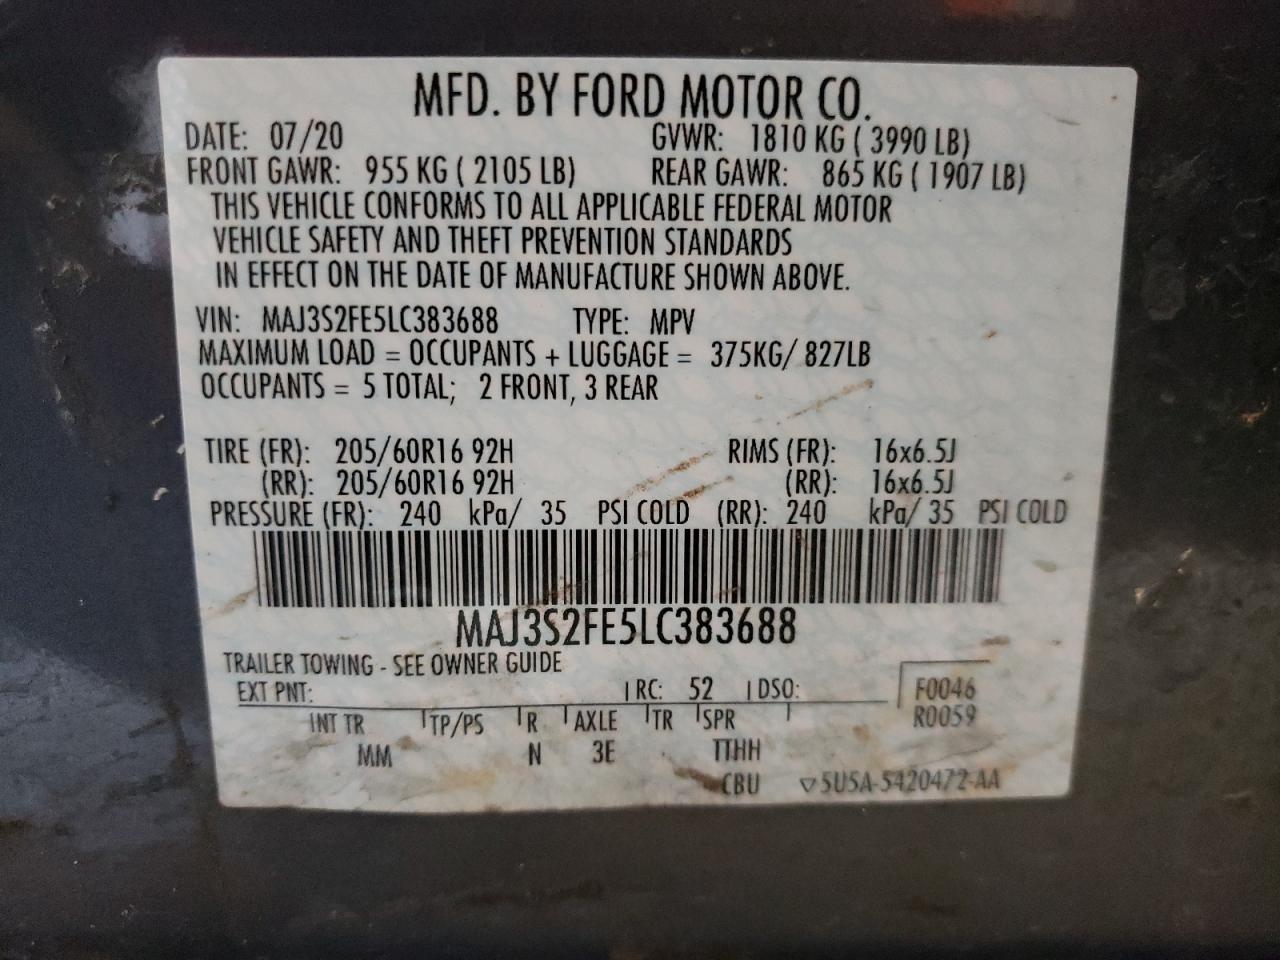 MFD. BY FORD MOTOR CO.
DATE: 07/20 GVWR: 1810 KG ( 3990 LB)
FRONT GAWR: 955 KG ( 2105 LB) REAR GAWR: 865 KG ( 1907 LB)
THIS VEHICLE CONFORMS TO ALL APPLICABLE FEDERAL MOTOR
VEHICLE SAFETY AND THEFT PREVENTION STANDARDS
IN EFFECT ON THE DATE OF MANUFACTURE SHOWN ABOVE.
VIN: MAJ3S2FE5LC383688 TYPE: MPV
MAXIMUM LOAD = OCCUPANTS + LUGGAGE = 375KG/ 827LB
OCCUPANTS = 5 TOTAL; 2 FRONT, 3 REAR
TIRE (FR): 205/60R16 92H RIMS (FR): 16x6.5J
(RR): 205/60R16 92H (RR): 16x6.5J
PRESSURE (FR): 240 kPa/ 35 PSI COLD (RR): 240 kPa/ 35 PSI COLD
MAJ3S2FE5LC383688
TRAILER TOWING - SEE OWNER GUIDE
EXT PNT: RC: 52 DSO: F0046
INT TR TP/PS R AXLE TR SPR R0059
MM N 3E TTHH
CBU ▽5U5A-5420472-AA